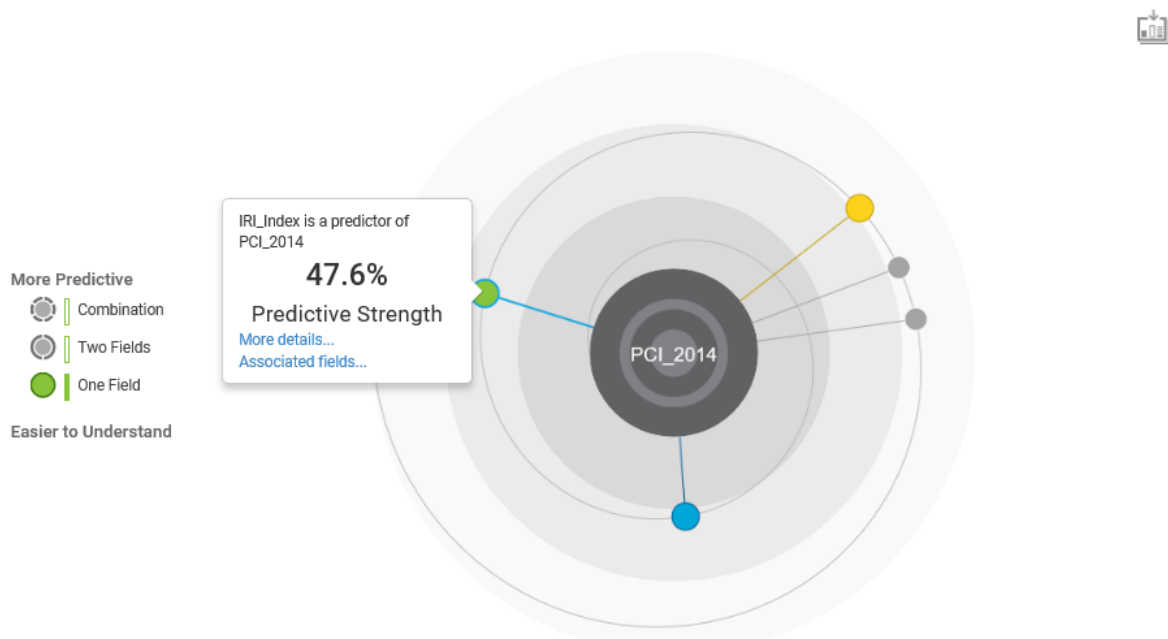 IRI_Index is a predictor of
PCI_2014
47.6%
Predictive Strength
More details...
Associated fields...
More Predictive
Combination
Two Fields
One Field
Easier to Understand
PCI_2014